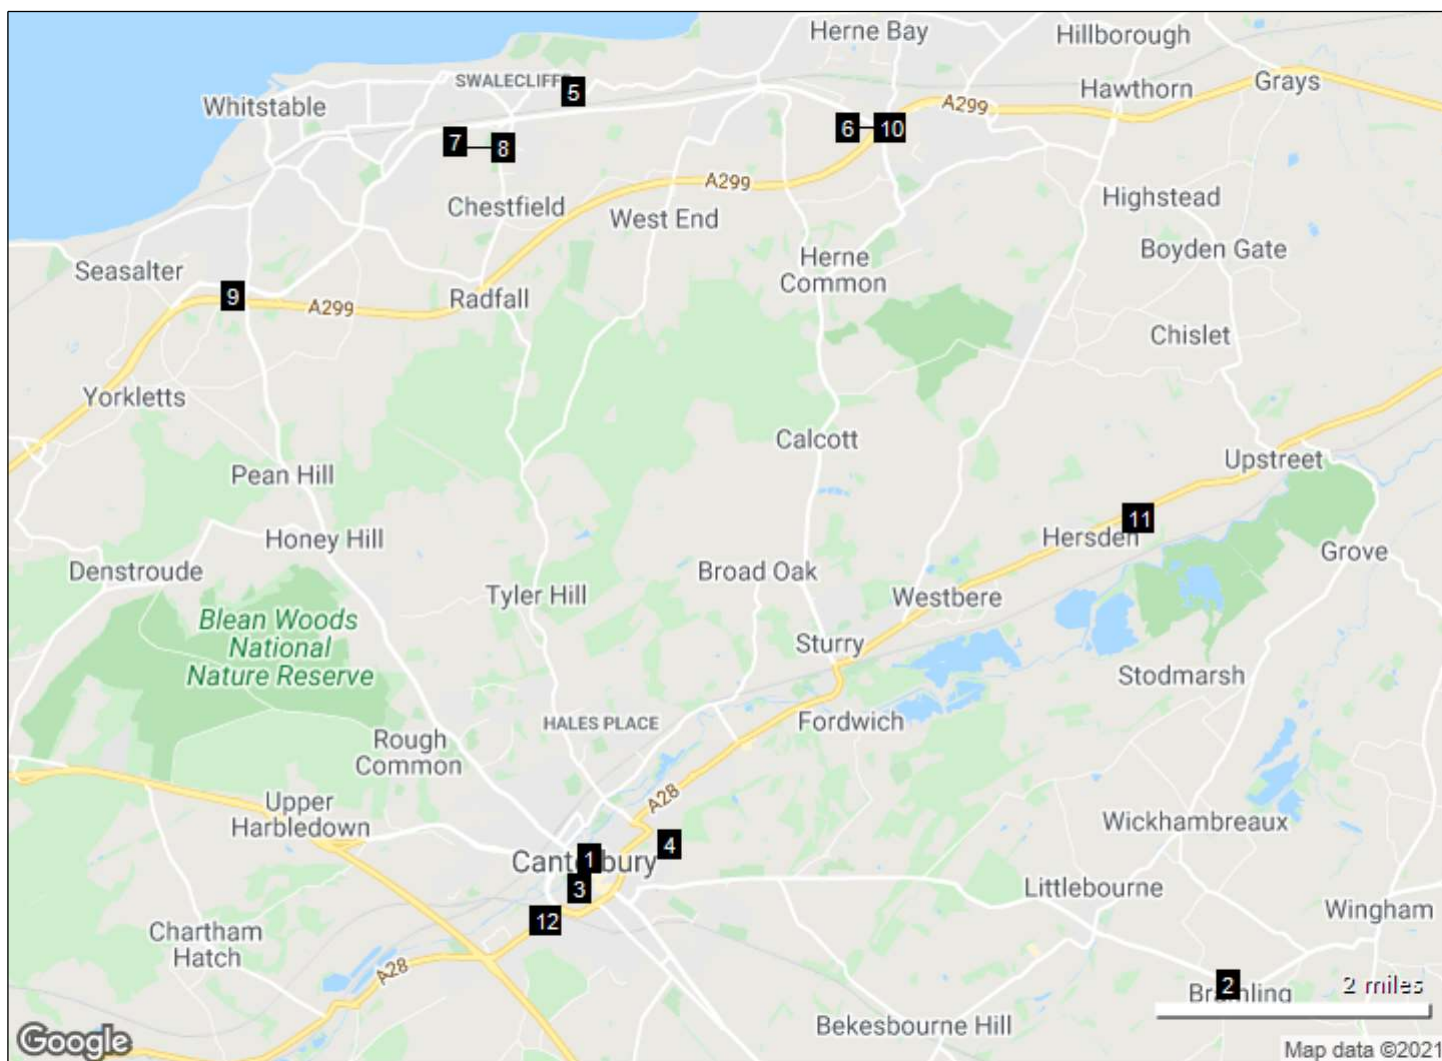 Herne Bay
Hillborough
SWALECLIFFE
5
Whitstable
Hawthorn
Grays
A299
6
10
7
8
A299
Chestfield
West End
Highstead
Boyden Gate
Seasalter
Herne
Common
9
A299
Radfall
Chislet
Yorkletts
Calcott
Pean Hill
Upstreet
11
Hersden
Honey Hill
Grove
Denstroude
Broad Oak
Tyler Hill
Westbere
Blean Woods
National
Nature Reserve
Sturry
Stodmarsh
HALES PLACE
Fordwich
Rough
Common
A28
Upper
Harbledown
Wickhambreaux
4
1
Canterbury
3
Littlebourne
12
Wingham
Chartham
Hatch
A28
2
Bramling
2 miles
Bekesbourne Hill
Google
Map data ©2021